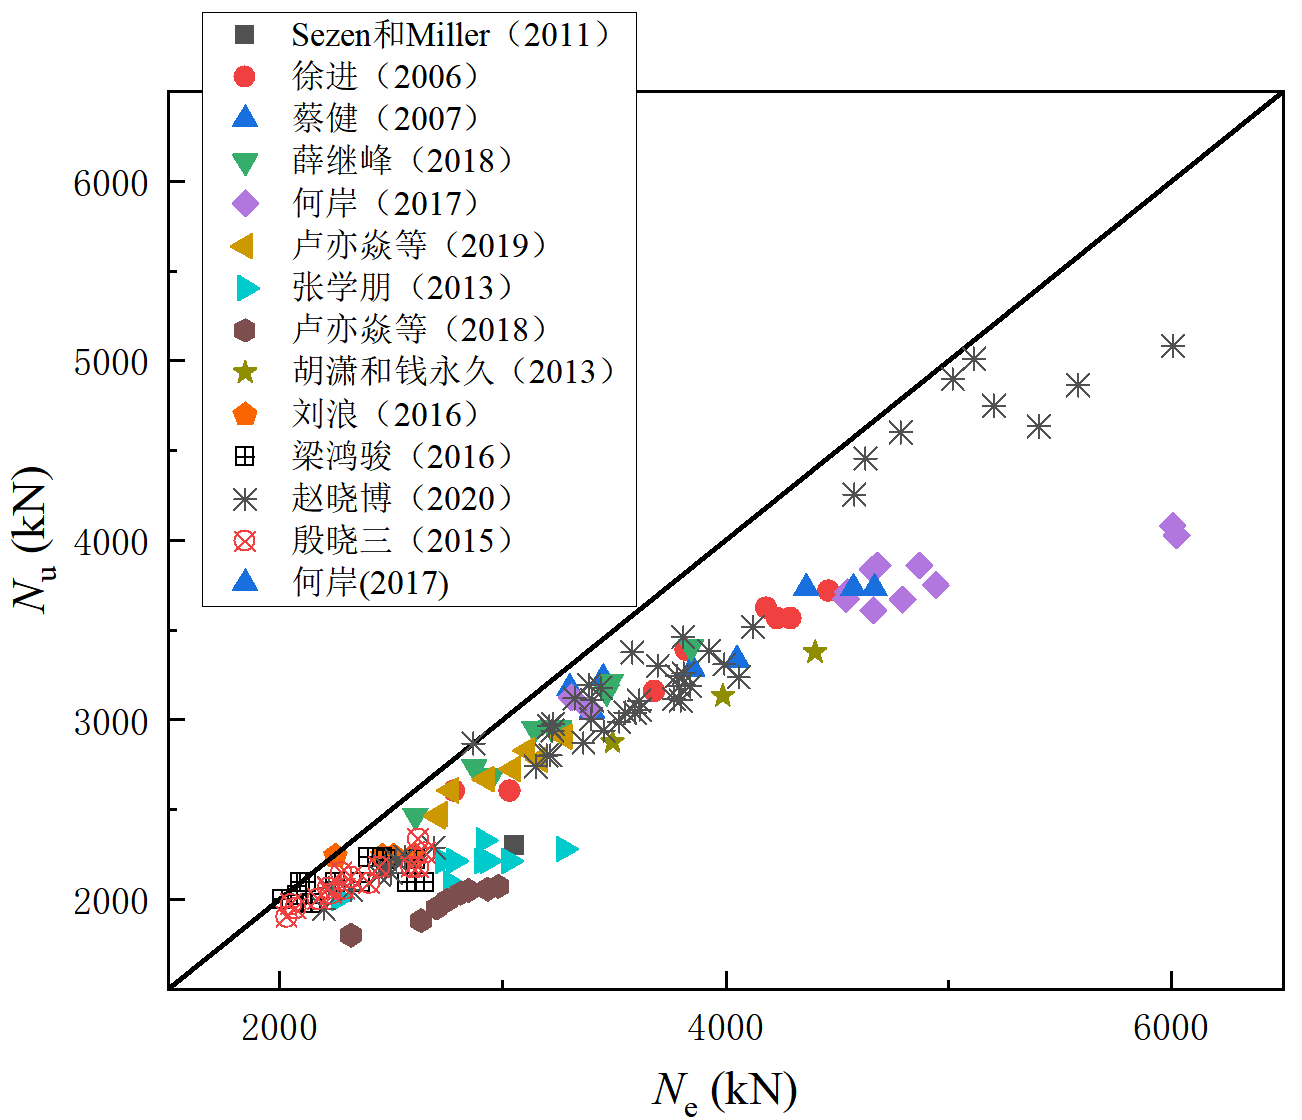 Sezen和Miller（2011）
徐进（2006）
蔡健（2007）
薛继峰（2018）
何岸（2017）
卢亦焱等（2019）
张学朋（2013）
卢亦焱等（2018）
胡潇和钱永久（2013）
刘浪（2016）
梁鸿骏（2016）
赵晓博（2020）
殷晓三（2015）
何岸(2017)
6000
5000
4000
3000
2000
Nu (kN)
2000 4000 6000
Ne (kN)